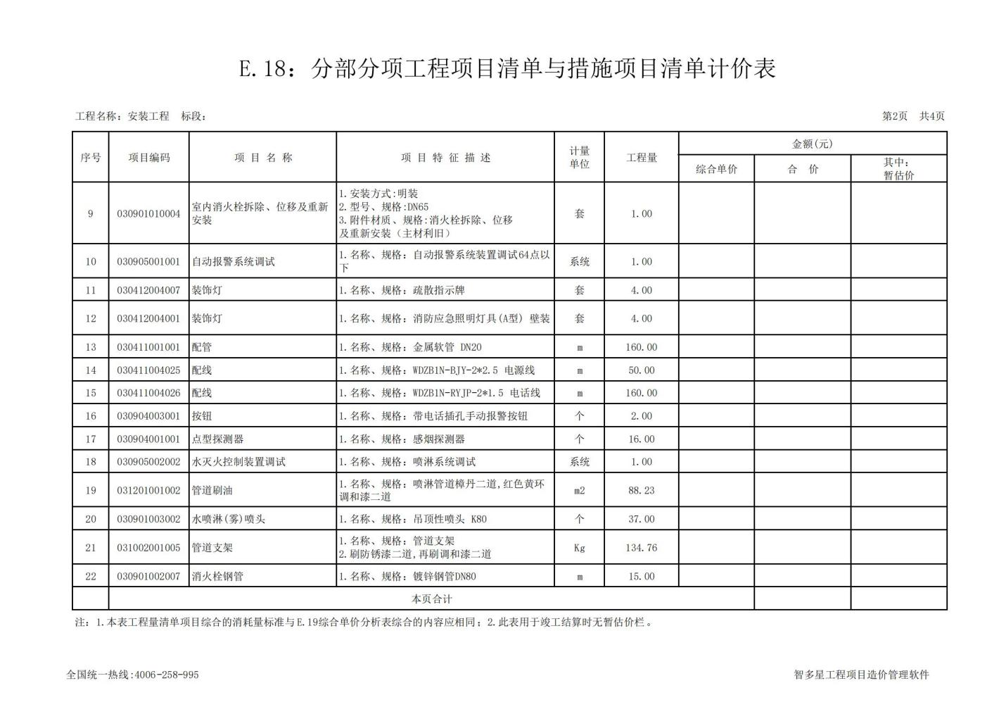 E.18：分部分项工程项目清单与措施项目清单计价表
工程名称：安装工程 标段： 第2页 共4页
序号 项目编码 项 目 名 称 项 目 特 征 描 述 计量 单位 工程量 金额(元)
综合单价 合 价 其中： 暂估价
9 030901010004 室内消火栓拆除、位移及重新
安装
1.安装方式:明装
2.型号、规格:DN65
3.附件材质、规格:消火栓拆除、位移
及重新安装（主材利旧）
套 1.00
10 030905001001 自动报警系统调试 1.名称、规格：自动报警系统装置调试64点以
下
系统 1.00
11 030412004007 装饰灯 1.名称、规格：疏散指示牌 套 4.00
12 030412004001 装饰灯 1.名称、规格：消防应急照明灯具(A型) 壁装 套 4.00
13 030411001001 配管 1.名称、规格：金属软管 DN20 m 160.00
14 030411004025 配线 1.名称、规格：WDZB1N-BJY-2*2.5 电源线 m 50.00
15 030411004026 配线 1.名称、规格：WDZB1N-RYJP-2*1.5 电话线 m 160.00
16 030904003001 按钮 1.名称、规格：带电话插孔手动报警按钮 个 2.00
17 030904001001 点型探测器 1.名称、规格：感烟探测器 个 16.00
18 030905002002 水灭火控制装置调试 1.名称、规格：喷淋系统调试 系统 1.00
19 031201001002 管道刷油 1.名称、规格：喷淋管道樟丹二道,红色黄环
调和漆二道
m2 88.23
20 030901003002 水喷淋(雾)喷头 1.名称、规格：吊顶性喷头 K80 个 37.00
21 031002001005 管道支架 1.名称、规格：管道支架
2.刷防锈漆二道,再刷调和漆二道
Kg 134.76
22 030901002007 消火栓钢管 1.名称、规格：镀锌钢管DN80 m 15.00
本页合计
注：1.本表工程量清单项目综合的消耗量标准与E.19综合单价分析表综合的内容应相同；2.此表用于竣工结算时无暂估价栏。
全国统一热线:4006-258-995 智多星工程项目造价管理软件